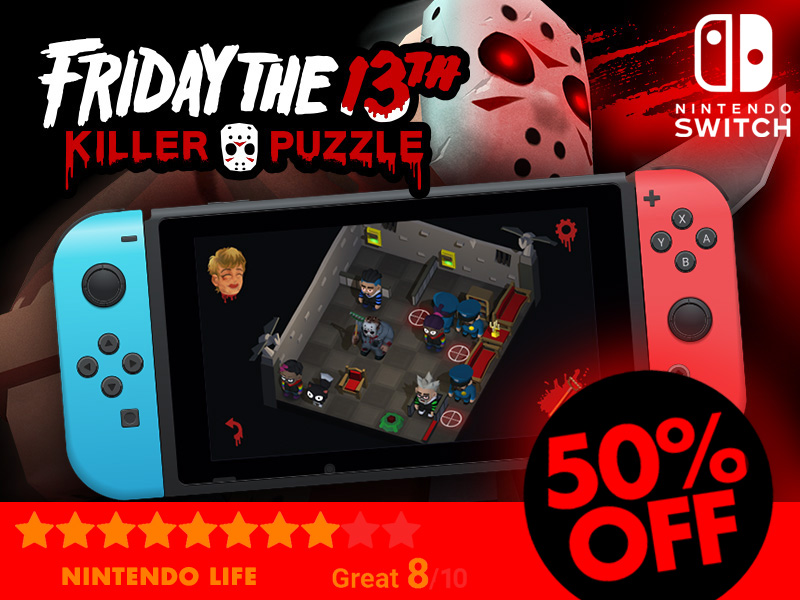 FRIDAY THE 13TH
KILLER PUZZLE
NINTENDO
SWITCH
X
Y
A
B
50%
OFF
NINTENDO LIFE
Great 8/10